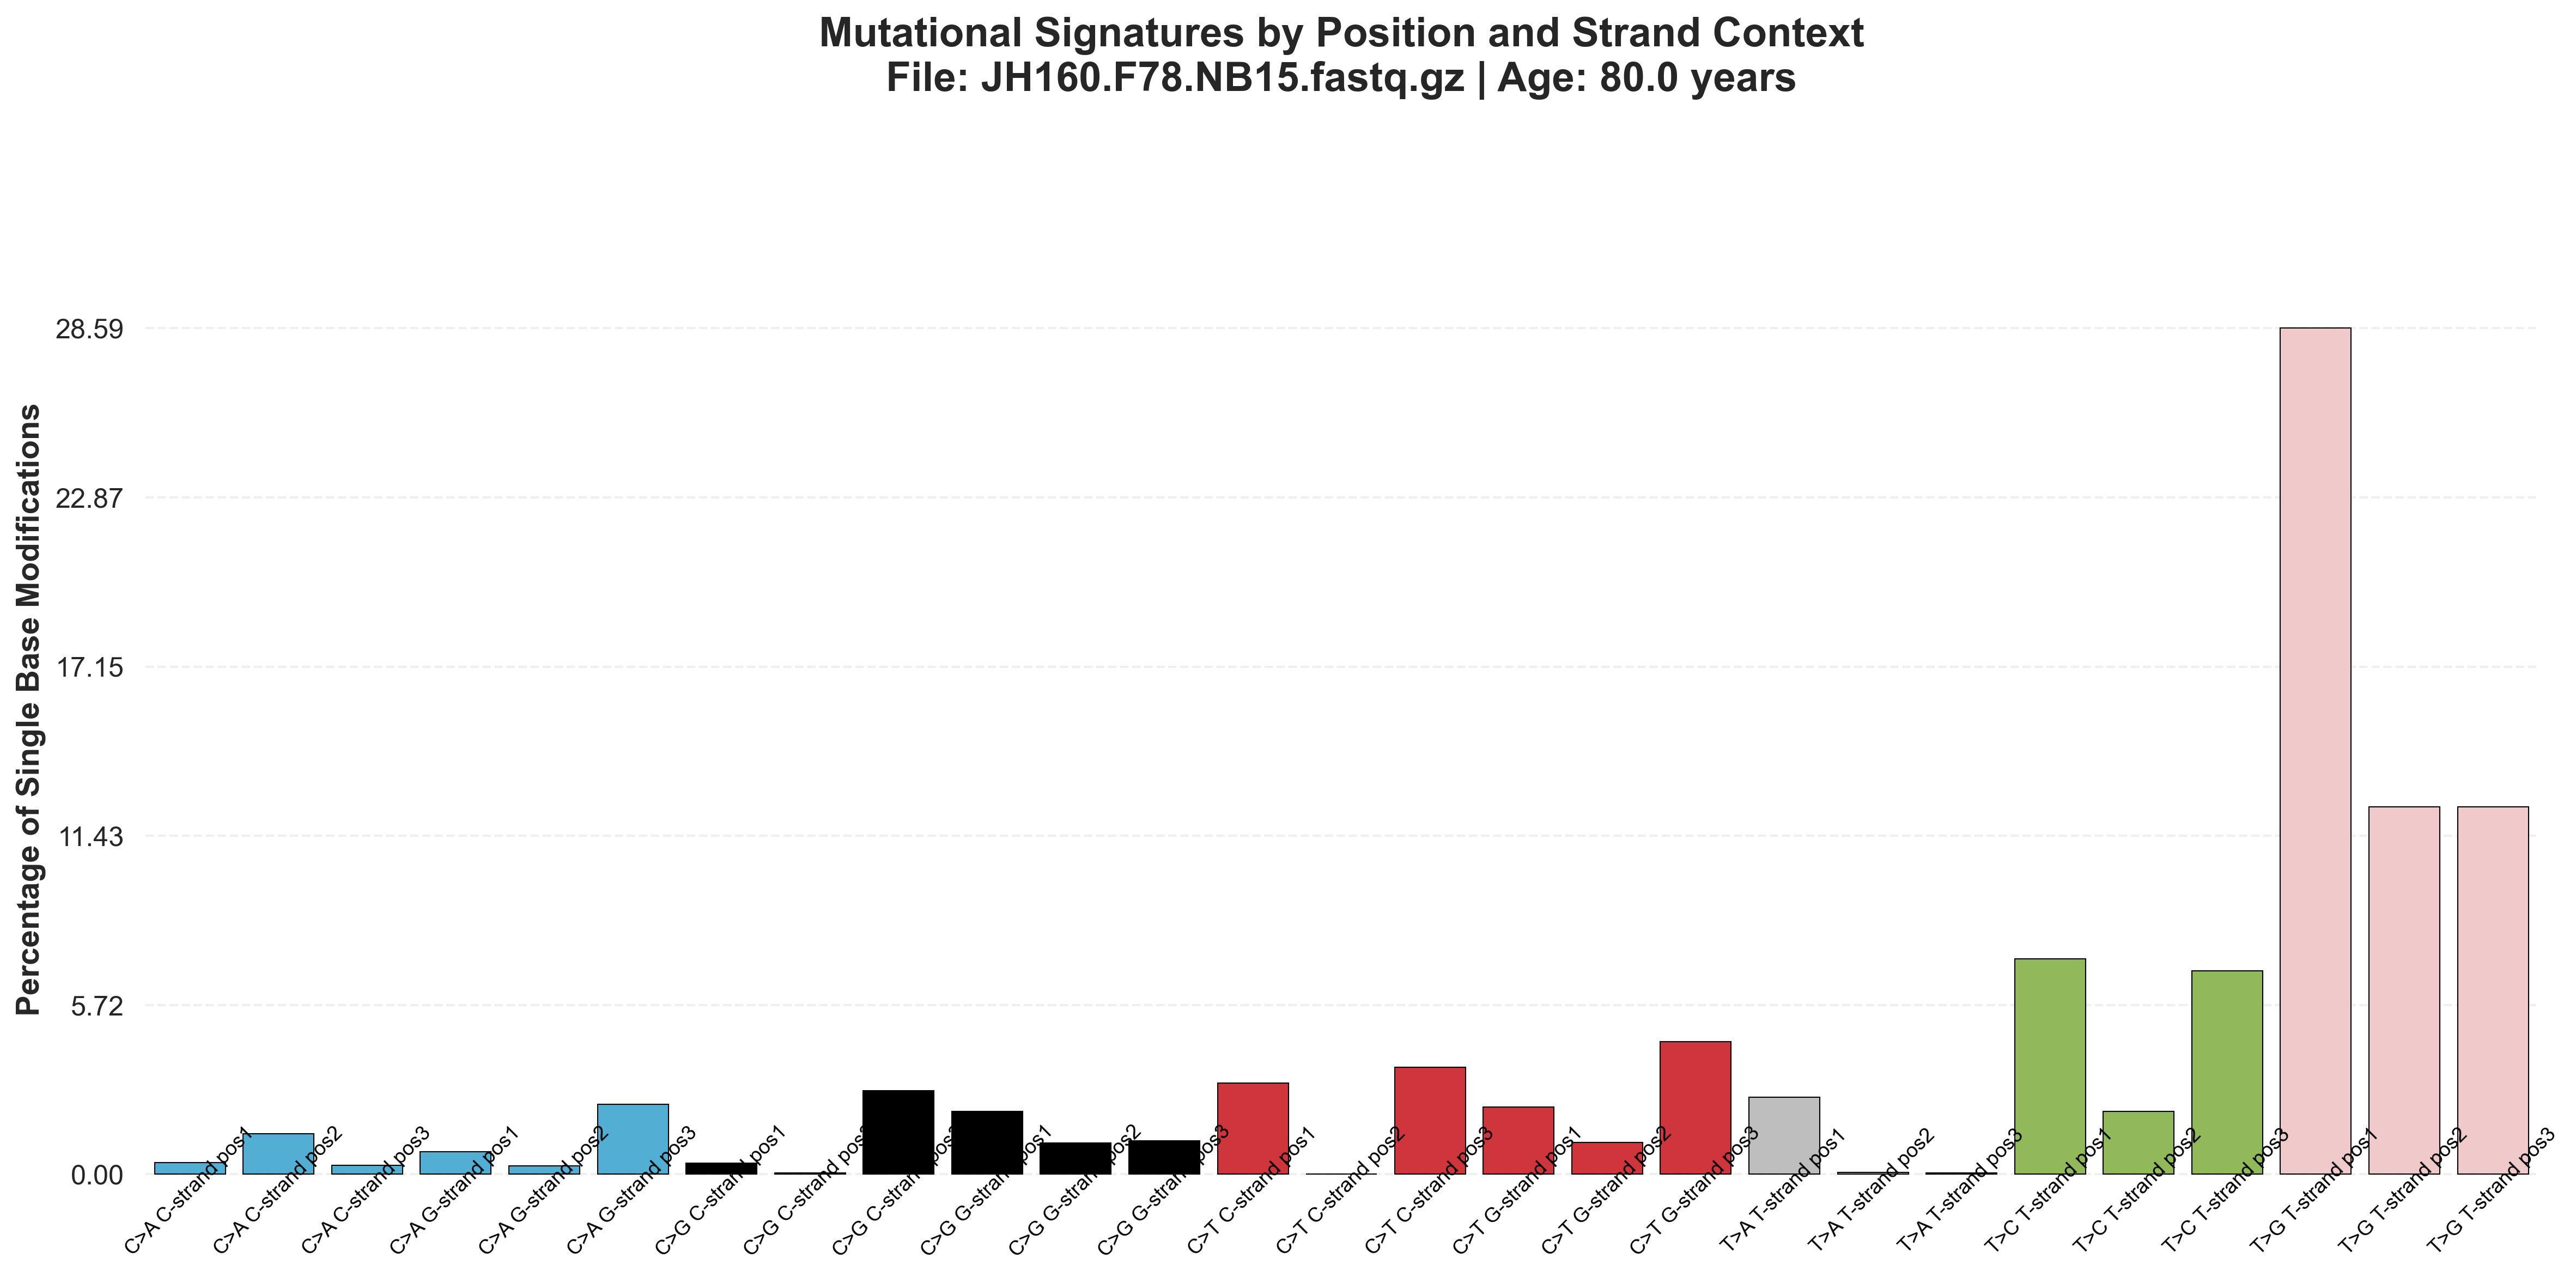 Mutational Signatures by Position and Strand Context
File: JH160.F78.NB15.fastq.gz | Age: 80.0 years
Percentage of Single Base Modifications
28.59
22.87
17.15
11.43
5.72
0.00
C>A C-strand pos1
C>A C-strand pos2
C>A C-strand pos3
C>A G-strand pos1
C>A G-strand pos2
C>A G-strand pos3
C>G C-strand pos1
C>G C-strand pos2
C>G C-strand pos3
C>G G-strand pos1
C>G G-strand pos2
C>G G-strand pos3
C>T C-strand pos1
C>T C-strand pos2
C>T C-strand pos3
C>T G-strand pos1
C>T G-strand pos2
C>T G-strand pos3
T>A T-strand pos1
T>A T-strand pos2
T>A T-strand pos3
T>C T-strand pos1
T>C T-strand pos2
T>C T-strand pos3
T>G T-strand pos1
T>G T-strand pos2
T>G T-strand pos3